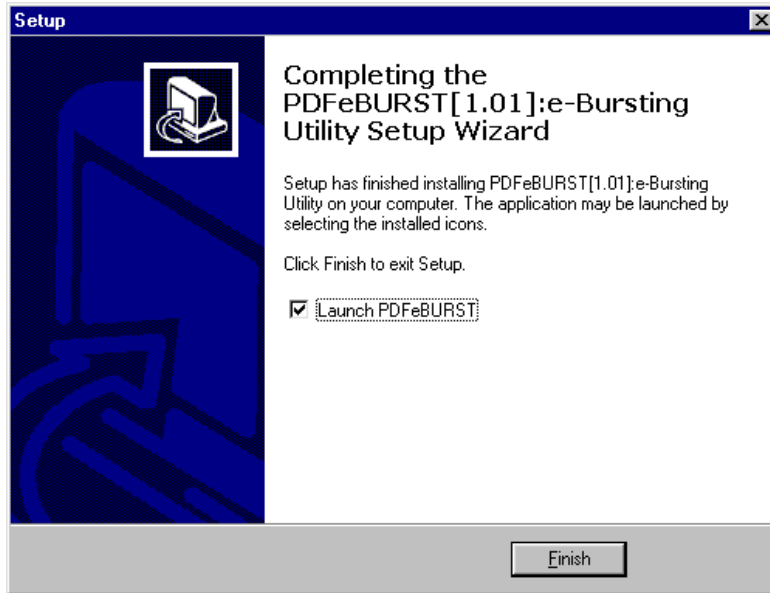 Setup
Completing the
PDFeBURST[1.01]:e-Bursting
Utility Setup Wizard
Setup has finished installing PDFeBURST[1.01]:e-Bursting
Utility on your computer. The application may be launched by
selecting the installed icons.
Click Finish to exit Setup.
Launch PDFeBURST
Finish